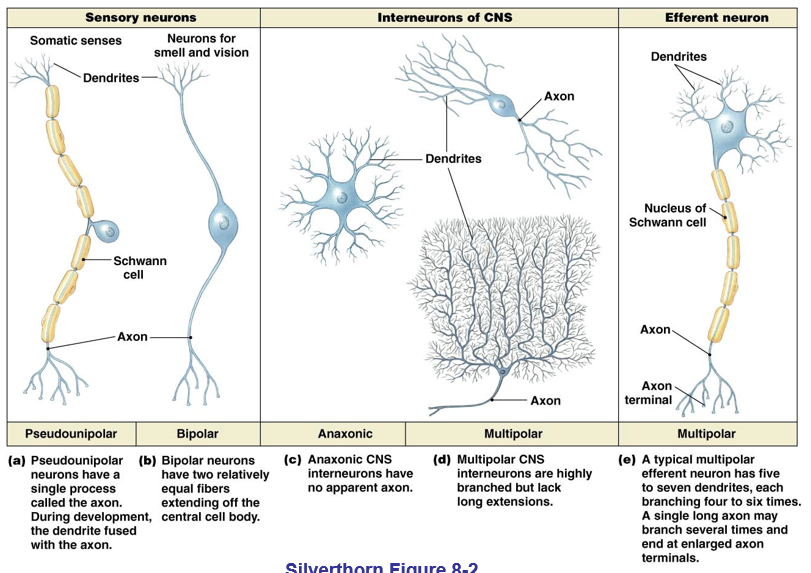 Sensory neurons
Interneurons of CNS
Efferent neuron
Somatic senses
Neurons for
smell and vision
Dendrites
Schwann
cell
Axon
Axon
Dendrites
Axon
Dendrites
Nucleus of
Schwann cell
Axon
Axon
terminal
Pseudounipolar
Bipolar
Anaxonic
Multipolar
Multipolar
(a) Pseudounipolar
neurons have a
single process
called the axon.
During development,
the dendrite fused
with the axon.
(b) Bipolar neurons
have two relatively
equal fibers
extending off the
central cell body.
(c) Anaxonic CNS
interneurons have
no apparent axon.
(d) Multipolar CNS
interneurons are highly
branched but lack
long extensions.
(e) A typical multipolar
efferent neuron has five
to seven dendrites, each
branching four to six times.
A single long axon may
branch several times and
end at enlarged axon
terminals.
Silverthorn Figure 8-2